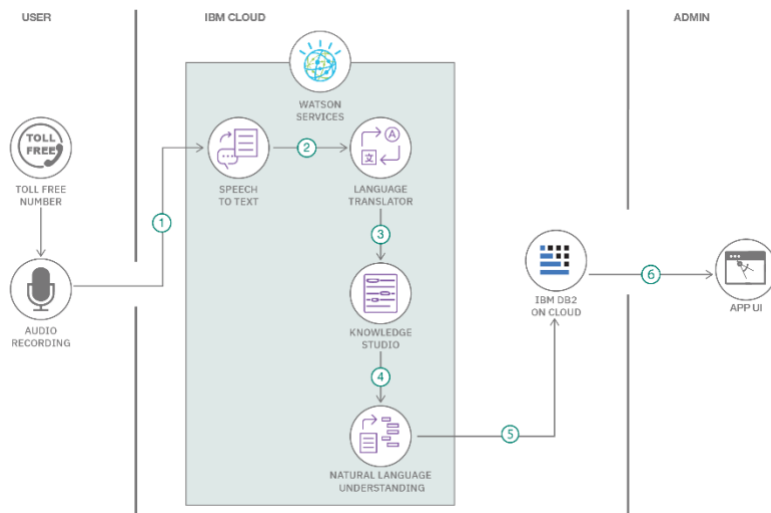 USER
IBM CLOUD
ADMIN
WATSON
SERVICES
TOLL
FREE
TOLL FREE
NUMBER
1
SPEECH
TO TEXT
2
A
文
LANGUAGE
TRANSLATOR
3
AUDIO
RECORDING
KNOWLEDGE
STUDIO
4
NATURAL LANGUAGE
UNDERSTANDING
5
IBM DB2
ON CLOUD
6
APP UI